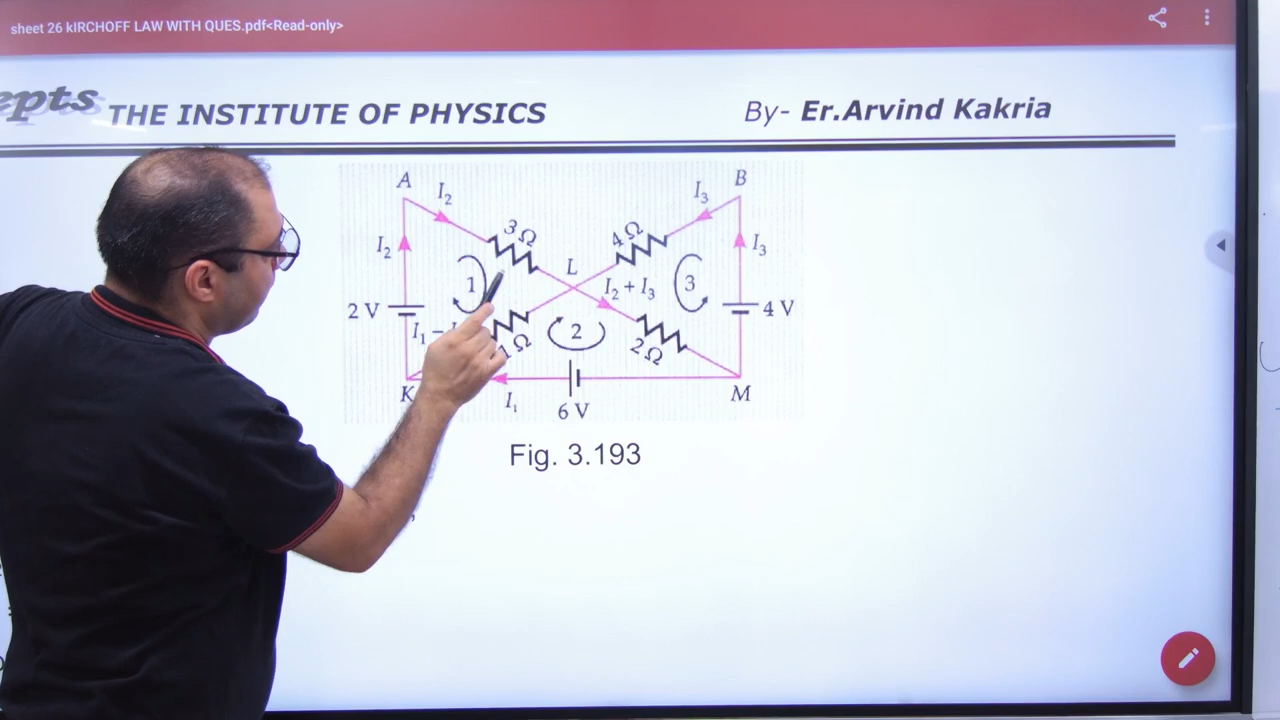 sheet 26 kIRCHOFF LAW WITH QUES.pdf<Read-only>
epts THE INSTITUTE OF PHYSICS By- Er.Arvind Kakria
A I₂ I₃ B
3 Ω 4 Ω
I₂ L I₃
1 I₂ + I₃ 3
2 V 4 V
I₁ – 1 Ω 2 2 Ω
K I₁ 6 V M
Fig. 3.193